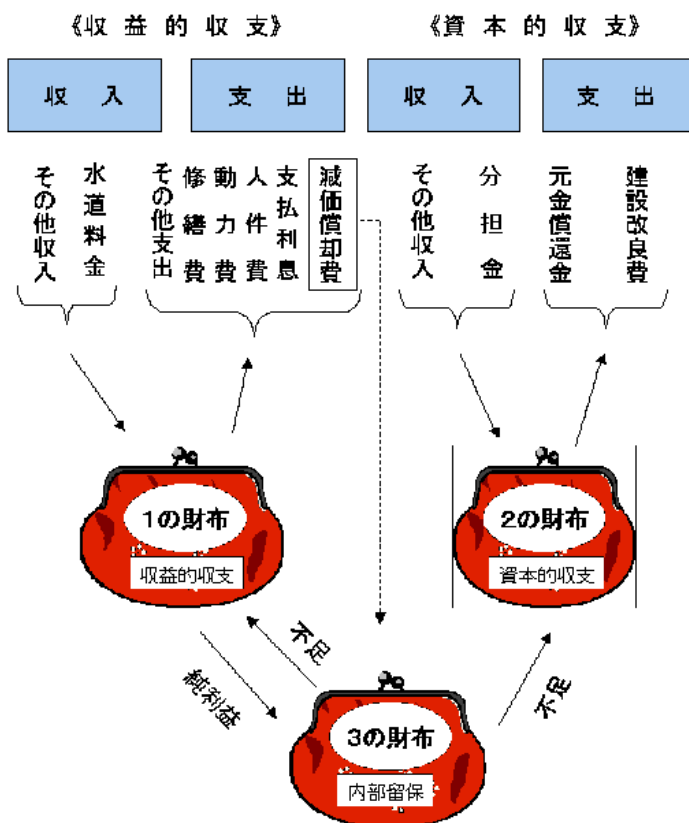 《収益的収支》
《資本的収支》
収入
支出
収入
支出
その他収入
水道料金
その他支出
修繕費
動力費
人件費
支払利息
減価償却費
その他収入
分担金
元金償還金
建設改良費
1の財布
収益的収支
2の財布
資本的収支
不足
純利益
不足
3の財布
内部留保